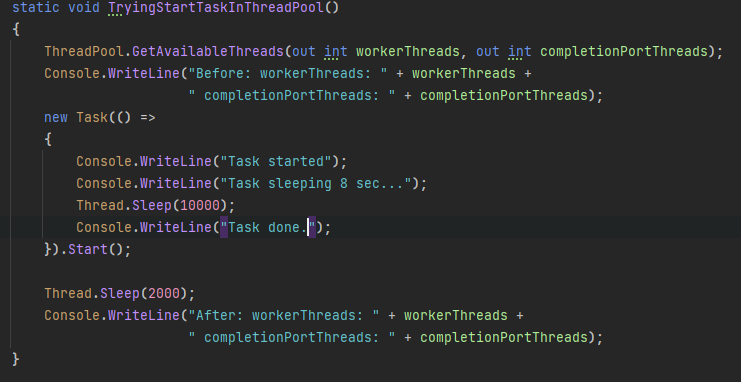 static void TryingStartTaskInThreadPool()
{
    ThreadPool.GetAvailableThreads(out int workerThreads, out int completionPortThreads);
    Console.WriteLine("Before: workerThreads: " + workerThreads +
                      " completionPortThreads: " + completionPortThreads);
    new Task(() =>
    {
        Console.WriteLine("Task started");
        Console.WriteLine("Task sleeping 8 sec...");
        Thread.Sleep(10000);
        Console.WriteLine("Task done.");
    }).Start();

    Thread.Sleep(2000);
    Console.WriteLine("After: workerThreads: " + workerThreads +
                      " completionPortThreads: " + completionPortThreads);
}